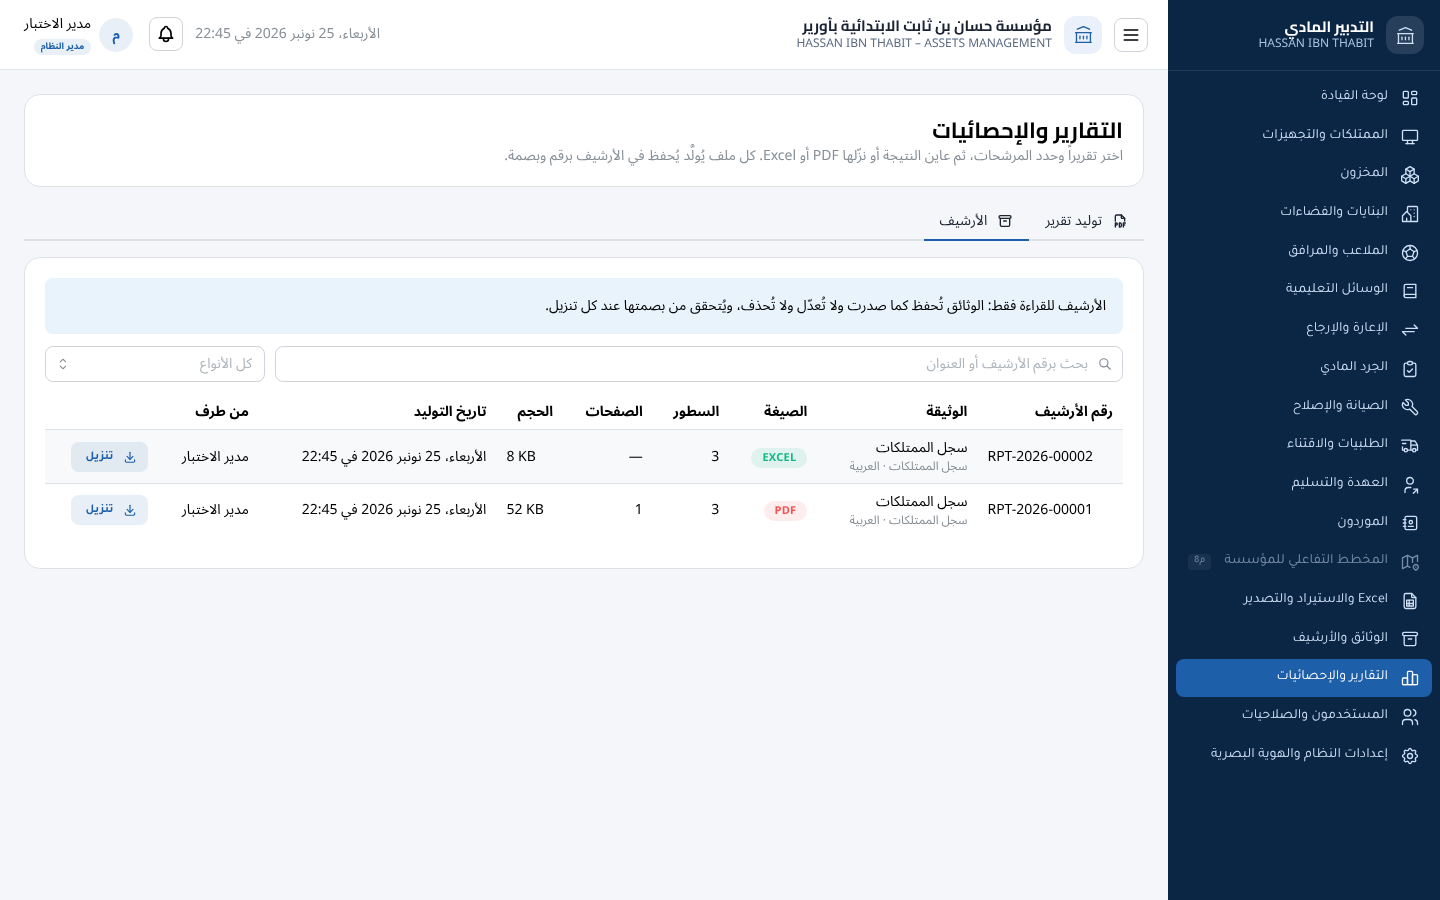 التدبير المادي
HASSAN IBN THABIT
لوحة القيادة
الممتلكات والتجهيزات
المخزون
البنايات والفضاءات
الملاعب والمرافق
الوسائل التعليمية
الإعارة والإرجاع
الجرد المادي
الصيانة والإصلاح
الطلبيات والاقتناء
العهدة والتسليم
الموردون
المخطط التفاعلي للمؤسسة
م8
Excel والاستيراد والتصدير
الوثائق والأرشيف
التقارير والإحصائيات
المستخدمون والصلاحيات
إعدادات النظام والهوية البصرية
مؤسسة حسان بن ثابت الابتدائية بأورير
HASSAN IBN THABIT – ASSETS MANAGEMENT
الأربعاء، 25 نونبر 2026 في 22:45
م
مدير الاختبار
مدير النظام
التقارير والإحصائيات
اختر تقريراً وحدد المرشحات، ثم عاين النتيجة أو نزّلها PDF أو Excel. كل ملف يُولَّد يُحفظ في الأرشيف برقم وبصمة.
توليد تقرير
الأرشيف
الأرشيف للقراءة فقط: الوثائق تُحفظ كما صدرت ولا تُعدّل ولا تُحذف، ويُتحقق من بصمتها عند كل تنزيل.
بحث برقم الأرشيف أو العنوان
كل الأنواع
رقم الأرشيف الوثيقة الصيغة السطور الصفحات الحجم تاريخ التوليد من طرف
RPT-2026-00002 سجل الممتلكات EXCEL 3 — 8 KB الأربعاء، 25 نونبر 2026 في 22:45 مدير الاختبار تنزيل
سجل الممتلكات · العربية
RPT-2026-00001 سجل الممتلكات PDF 3 1 52 KB الأربعاء، 25 نونبر 2026 في 22:45 مدير الاختبار تنزيل
سجل الممتلكات · العربية